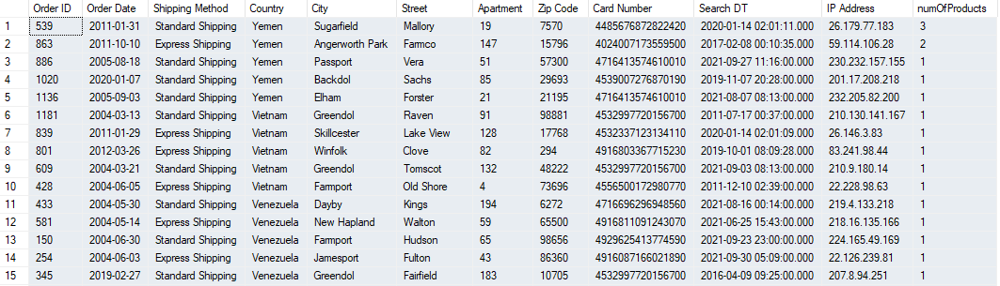 Order ID Order Date Shipping Method Country City Street Apartment Zip Code Card Number Search DT IP Address numOfProducts
1 539 2011-01-31 Standard Shipping Yemen Sugarfield Mallory 19 7570 4485676872822420 2020-01-14 02:01:11.000 26.179.77.183 3
2 863 2011-10-10 Express Shipping Yemen Angerworth Park Famco 147 15796 4024007173559500 2017-02-08 00:10:35.000 59.114.106.28 2
3 886 2005-08-18 Standard Shipping Yemen Passport Vera 51 57300 4716413574610010 2021-09-27 11:16:00.000 230.232.157.155 1
4 1020 2020-01-07 Standard Shipping Yemen Backdol Sachs 85 29693 4539007276870190 2019-11-07 20:28:00.000 201.17.208.218 1
5 1136 2005-09-03 Standard Shipping Yemen Elham Forster 21 21195 4716413574610010 2021-08-07 08:13:00.000 232.205.82.200 1
6 1181 2004-03-13 Standard Shipping Vietnam Greendol Raven 91 98881 4532997720156700 2011-07-17 00:37:00.000 210.130.141.167 1
7 839 2011-01-29 Express Shipping Vietnam Skillcester Lake View 128 17768 4532337123134110 2020-01-14 02:01:09.000 26.146.3.83 1
8 801 2012-03-26 Express Shipping Vietnam Winfolk Clove 82 294 4916803367715230 2019-10-01 08:09:28.000 83.241.98.44 1
9 609 2004-03-21 Standard Shipping Vietnam Greendol Tomscot 132 48222 4532997720156700 2021-09-03 08:13:00.000 210.9.180.14 1
10 428 2004-06-05 Express Shipping Vietnam Farmport Old Shore 4 73696 4556500172980770 2011-12-10 02:39:00.000 22.228.98.63 1
11 433 2004-05-30 Standard Shipping Venezuela Dayby Kings 194 6272 4716696296948560 2021-08-16 00:14:00.000 219.4.133.218 1
12 581 2004-05-14 Express Shipping Venezuela New Hapland Walton 59 65500 4916811091243070 2021-06-25 15:43:00.000 218.16.135.166 1
13 150 2004-06-30 Standard Shipping Venezuela Farmport Hudson 65 98656 4929625413774590 2021-09-23 23:00:00.000 224.165.49.169 1
14 254 2004-06-03 Express Shipping Venezuela Jamesport Fulton 43 86360 4916087166021890 2021-09-30 05:09:00.000 22.126.239.81 1
15 345 2019-02-27 Standard Shipping Venezuela Greendol Fairfield 183 10705 4532997720156700 2016-04-09 09:25:00.000 207.8.94.251 1